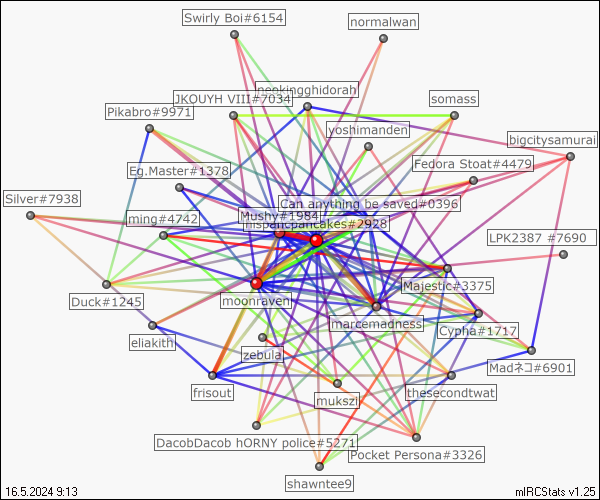 Swirly Boi#6154
normalwan
neokingghidorah
JKOUYH VIII#7034
somass
Pikabro#9971
yoshimanden
bigcitysamurai
Fedora Stoat#4479
Eg.Master#1378
Silver#7938
Can anything be saved#0396
ming#4742
Mushy#1984
hispancpancakes#2928
LPK2387 #7690
Majestic#3375
Duck#1245
moonraven
marcemadness
Cypha#1717
eliakith
zebula
Madネコ#6901
frisout
mukszi
thesecondtwat
DacobDacob hORNY police#5271
Pocket Persona#3326
shawntee9
16.5.2024 9:13
mIRCStats v1.25